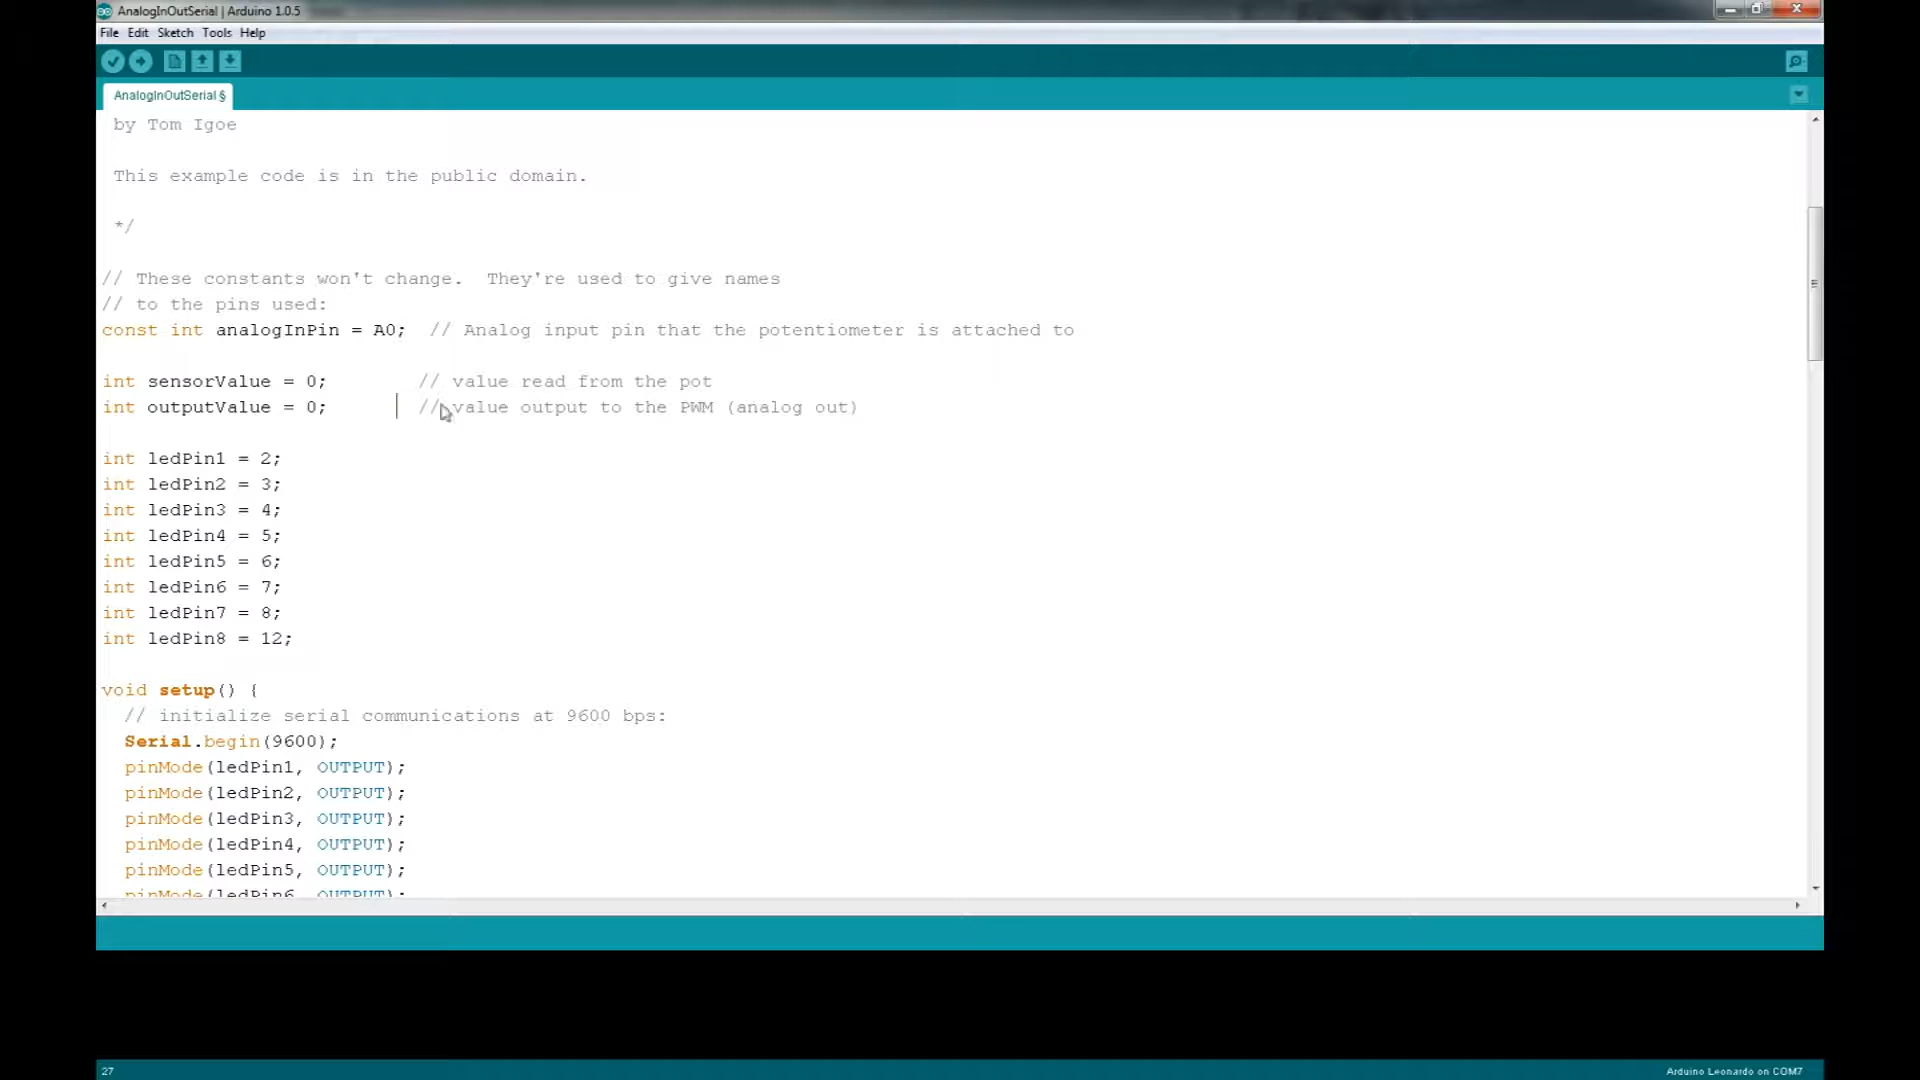 AnalogInOutSerial | Arduino 1.0.5
File Edit Sketch Tools Help
AnalogInOutSerial §
by Tom Igoe
This example code is in the public domain.
*/
// These constants won't change.  They're used to give names
// to the pins used:
const int analogInPin = A0;  // Analog input pin that the potentiometer is attached to
int sensorValue = 0;        // value read from the pot
int outputValue = 0;        // value output to the PWM (analog out)
int ledPin1 = 2;
int ledPin2 = 3;
int ledPin3 = 4;
int ledPin4 = 5;
int ledPin5 = 6;
int ledPin6 = 7;
int ledPin7 = 8;
int ledPin8 = 12;
void setup() {
// initialize serial communications at 9600 bps:
Serial.begin(9600);
pinMode(ledPin1, OUTPUT);
pinMode(ledPin2, OUTPUT);
pinMode(ledPin3, OUTPUT);
pinMode(ledPin4, OUTPUT);
pinMode(ledPin5, OUTPUT);
pinMode(ledPin6, OUTPUT);
27
Arduino Leonardo on COM7